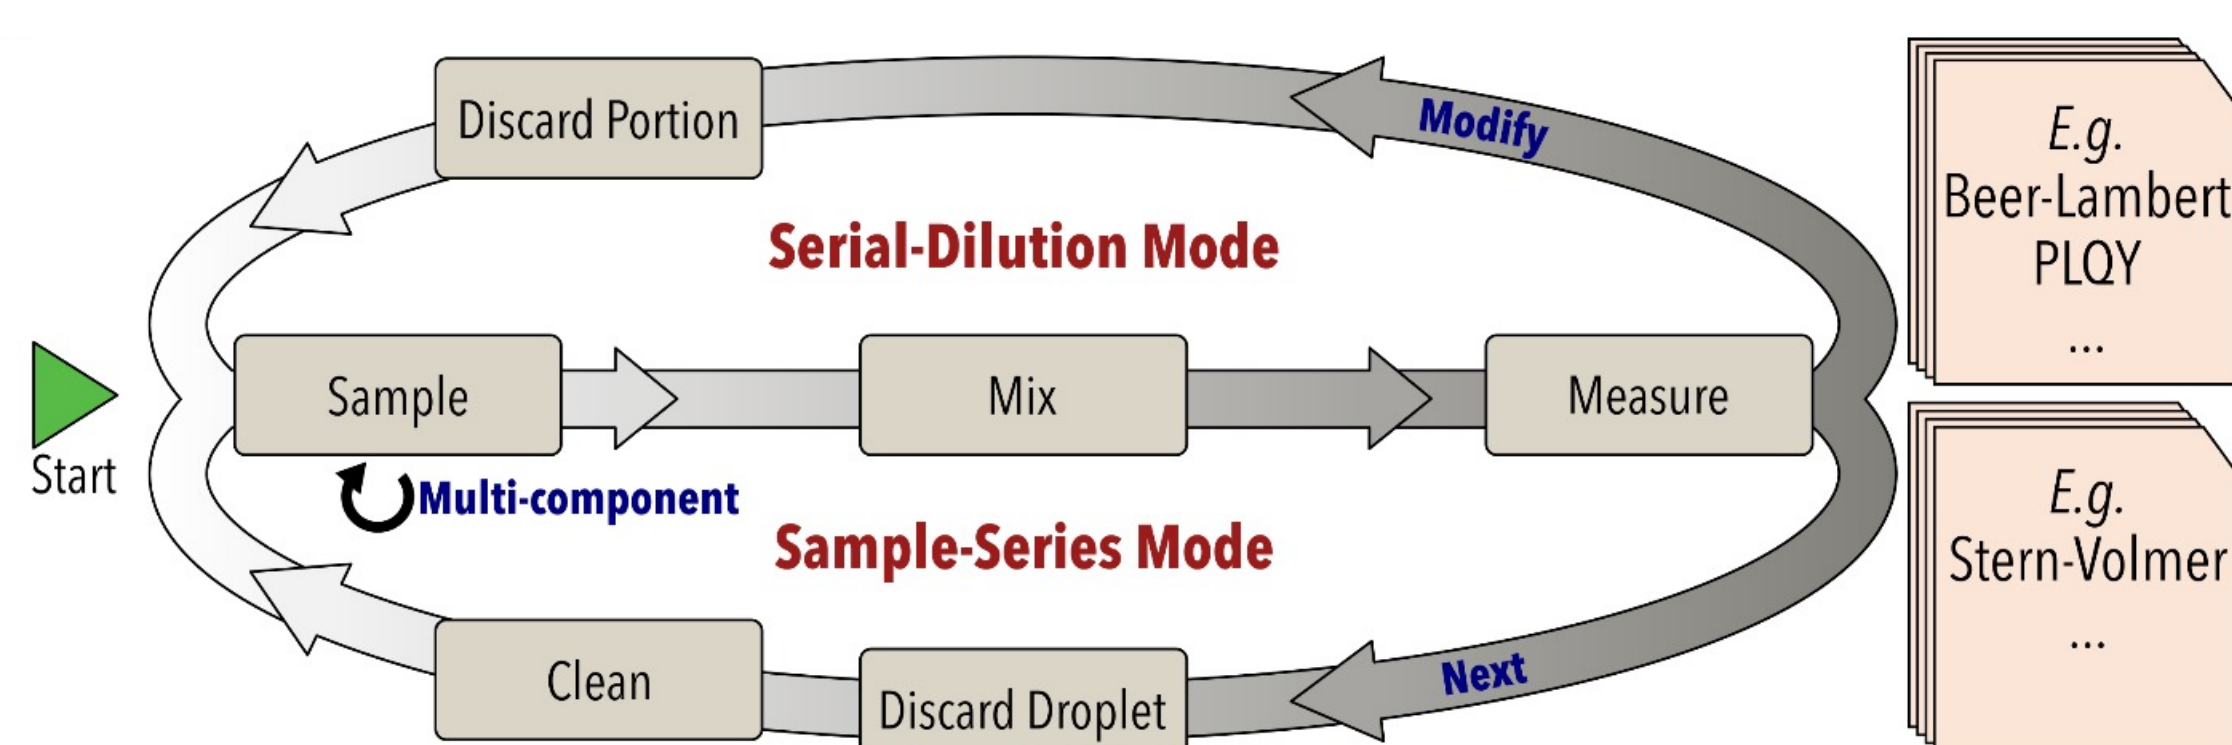 Discard Portion
Modify
E.g.
Beer-Lambert
PLQY
...
Serial-Dilution Mode
Start
Sample
Mix
Measure
Multi-component
Sample-Series Mode
E.g.
Stern-Volmer
...
Clean
Discard Droplet
Next